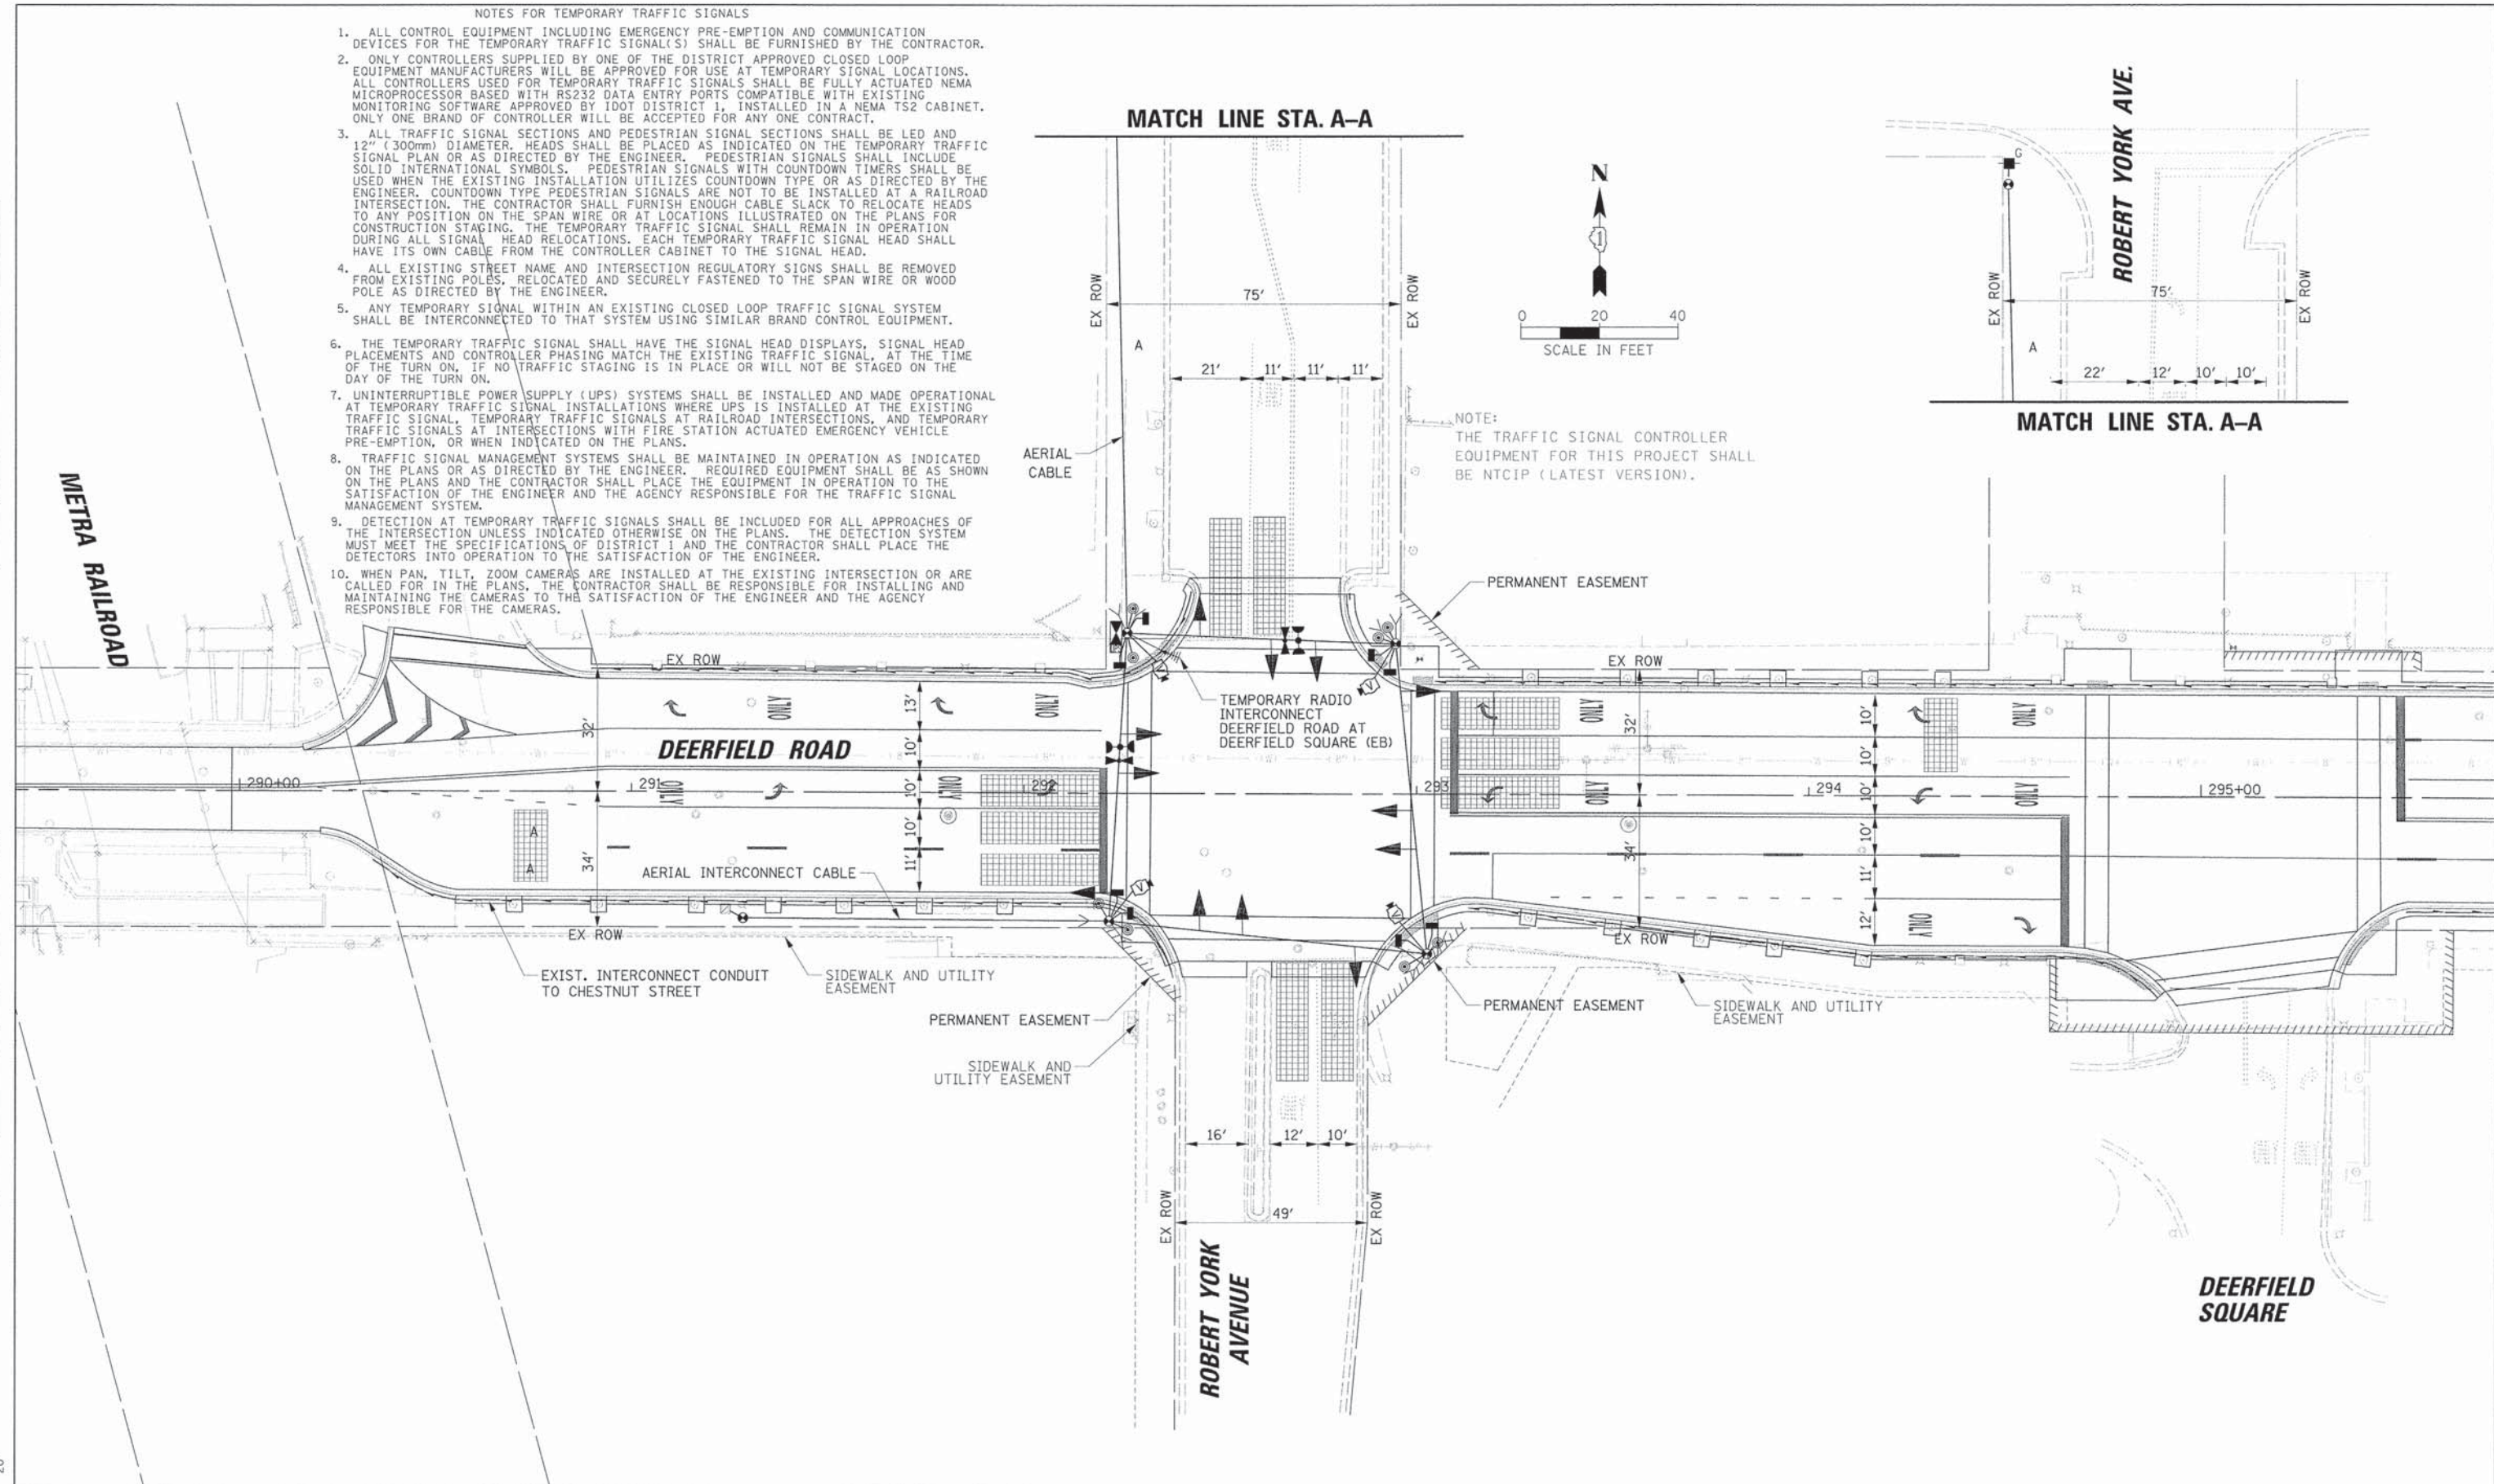 NOTES FOR TEMPORARY TRAFFIC SIGNALS
1. ALL CONTROL EQUIPMENT INCLUDING EMERGENCY PRE-EMPTION AND COMMUNICATION
DEVICES FOR THE TEMPORARY TRAFFIC SIGNAL(S) SHALL BE FURNISHED BY THE CONTRACTOR.
2. ONLY CONTROLLERS SUPPLIED BY ONE OF THE DISTRICT APPROVED CLOSED LOOP
EQUIPMENT MANUFACTURERS WILL BE APPROVED FOR USE AT TEMPORARY SIGNAL LOCATIONS.
ALL CONTROLLERS USED FOR TEMPORARY TRAFFIC SIGNALS SHALL BE FULLY ACTUATED NEMA
MICROPROCESSOR BASED WITH RS232 DATA ENTRY PORTS COMPATIBLE WITH EXISTING
MONITORING SOFTWARE APPROVED BY IDOT DISTRICT 1, INSTALLED IN A NEMA TS2 CABINET.
ONLY ONE BRAND OF CONTROLLER WILL BE ACCEPTED FOR ANY ONE CONTRACT.
3. ALL TRAFFIC SIGNAL SECTIONS AND PEDESTRIAN SIGNAL SECTIONS SHALL BE LED AND
12" (300mm) DIAMETER. HEADS SHALL BE PLACED AS INDICATED ON THE TEMPORARY TRAFFIC
SIGNAL PLAN OR AS DIRECTED BY THE ENGINEER. PEDESTRIAN SIGNALS SHALL INCLUDE
SOLID INTERNATIONAL SYMBOLS. PEDESTRIAN SIGNALS WITH COUNTDOWN TIMERS SHALL BE
USED WHEN THE EXISTING INSTALLATION UTILIZES COUNTDOWN TYPE OR AS DIRECTED BY THE
ENGINEER. COUNTDOWN TYPE PEDESTRIAN SIGNALS ARE NOT TO BE INSTALLED AT A RAILROAD
INTERSECTION. THE CONTRACTOR SHALL FURNISH ENOUGH CABLE SLACK TO RELOCATE HEADS
TO ANY POSITION ON THE SPAN WIRE OR AT LOCATIONS ILLUSTRATED ON THE PLANS FOR
CONSTRUCTION STAGING. THE TEMPORARY TRAFFIC SIGNAL SHALL REMAIN IN OPERATION
DURING ALL SIGNAL HEAD RELOCATIONS. EACH TEMPORARY TRAFFIC SIGNAL HEAD SHALL
HAVE ITS OWN CABLE FROM THE CONTROLLER CABINET TO THE SIGNAL HEAD.
4. ALL EXISTING STREET NAME AND INTERSECTION REGULATORY SIGNS SHALL BE REMOVED
FROM EXISTING POLES, RELOCATED AND SECURELY FASTENED TO THE SPAN WIRE OR WOOD
POLE AS DIRECTED BY THE ENGINEER.
5. ANY TEMPORARY SIGNAL WITHIN AN EXISTING CLOSED LOOP TRAFFIC SIGNAL SYSTEM
SHALL BE INTERCONNECTED TO THAT SYSTEM USING SIMILAR BRAND CONTROL EQUIPMENT.
6. THE TEMPORARY TRAFFIC SIGNAL SHALL HAVE THE SIGNAL HEAD DISPLAYS, SIGNAL HEAD
PLACEMENTS AND CONTROLLER PHASING MATCH THE EXISTING TRAFFIC SIGNAL, AT THE TIME
OF THE TURN ON, IF NO TRAFFIC STAGING IS IN PLACE OR WILL NOT BE STAGED ON THE
DAY OF THE TURN ON.
7. UNINTERRUPTIBLE POWER SUPPLY (UPS) SYSTEMS SHALL BE INSTALLED AND MADE OPERATIONAL
AT TEMPORARY TRAFFIC SIGNAL INSTALLATIONS WHERE UPS IS INSTALLED AT THE EXISTING
TRAFFIC SIGNAL, TEMPORARY TRAFFIC SIGNALS AT RAILROAD INTERSECTIONS, AND TEMPORARY
TRAFFIC SIGNALS AT INTERSECTIONS WITH FIRE STATION ACTUATED EMERGENCY VEHICLE
PRE-EMPTION, OR WHEN INDICATED ON THE PLANS.
8. TRAFFIC SIGNAL MANAGEMENT SYSTEMS SHALL BE MAINTAINED IN OPERATION AS INDICATED
ON THE PLANS OR AS DIRECTED BY THE ENGINEER. REQUIRED EQUIPMENT SHALL BE AS SHOWN
ON THE PLANS AND THE CONTRACTOR SHALL PLACE THE EQUIPMENT IN OPERATION TO THE
SATISFACTION OF THE ENGINEER AND THE AGENCY RESPONSIBLE FOR THE TRAFFIC SIGNAL
MANAGEMENT SYSTEM.
9. DETECTION AT TEMPORARY TRAFFIC SIGNALS SHALL BE INCLUDED FOR ALL APPROACHES OF
THE INTERSECTION UNLESS INDICATED OTHERWISE ON THE PLANS. THE DETECTION SYSTEM
MUST MEET THE SPECIFICATIONS OF DISTRICT 1 AND THE CONTRACTOR SHALL PLACE THE
DETECTORS INTO OPERATION TO THE SATISFACTION OF THE ENGINEER.
10. WHEN PAN, TILT, ZOOM CAMERAS ARE INSTALLED AT THE EXISTING INTERSECTION OR ARE
CALLED FOR IN THE PLANS, THE CONTRACTOR SHALL BE RESPONSIBLE FOR INSTALLING AND
MAINTAINING THE CAMERAS TO THE SATISFACTION OF THE ENGINEER AND THE AGENCY
RESPONSIBLE FOR THE CAMERAS.
MATCH LINE STA. A–A
EX ROW
75'
EX ROW
A
21' 11' 11' 11'
AERIAL
CABLE
N
1
0 20 40
SCALE IN FEET
ROBERT YORK AVE.
G
EX ROW
75'
EX ROW
A
22' 12' 10' 10'
MATCH LINE STA. A–A
NOTE:
THE TRAFFIC SIGNAL CONTROLLER
EQUIPMENT FOR THIS PROJECT SHALL
BE NTCIP (LATEST VERSION).
PERMANENT EASEMENT
METRA RAILROAD
EX ROW
EX ROW
TEMPORARY RADIO
INTERCONNECT
DEERFIELD ROAD AT
DEERFIELD SQUARE (EB)
V
V
ONLY
ONLY
ONLY
ONLY
32'
13'
32'
10'
DEERFIELD ROAD
10'
10'
290+00
291
ONLY
ONLY
292
10'
293
ONLY
294
10'
ONLY
295+00
A
A
34'
10'
11'
34'
10'
11'
12'
ONLY
AERIAL INTERCONNECT CABLE
V
V
EX ROW
EX ROW
EXIST. INTERCONNECT CONDUIT
TO CHESTNUT STREET
SIDEWALK AND UTILITY
EASEMENT
PERMANENT EASEMENT
SIDEWALK AND
UTILITY EASEMENT
PERMANENT EASEMENT
SIDEWALK AND UTILITY
EASEMENT
16' 12' 10'
EX ROW
49'
EX ROW
ROBERT YORK
AVENUE
DEERFIELD
SQUARE